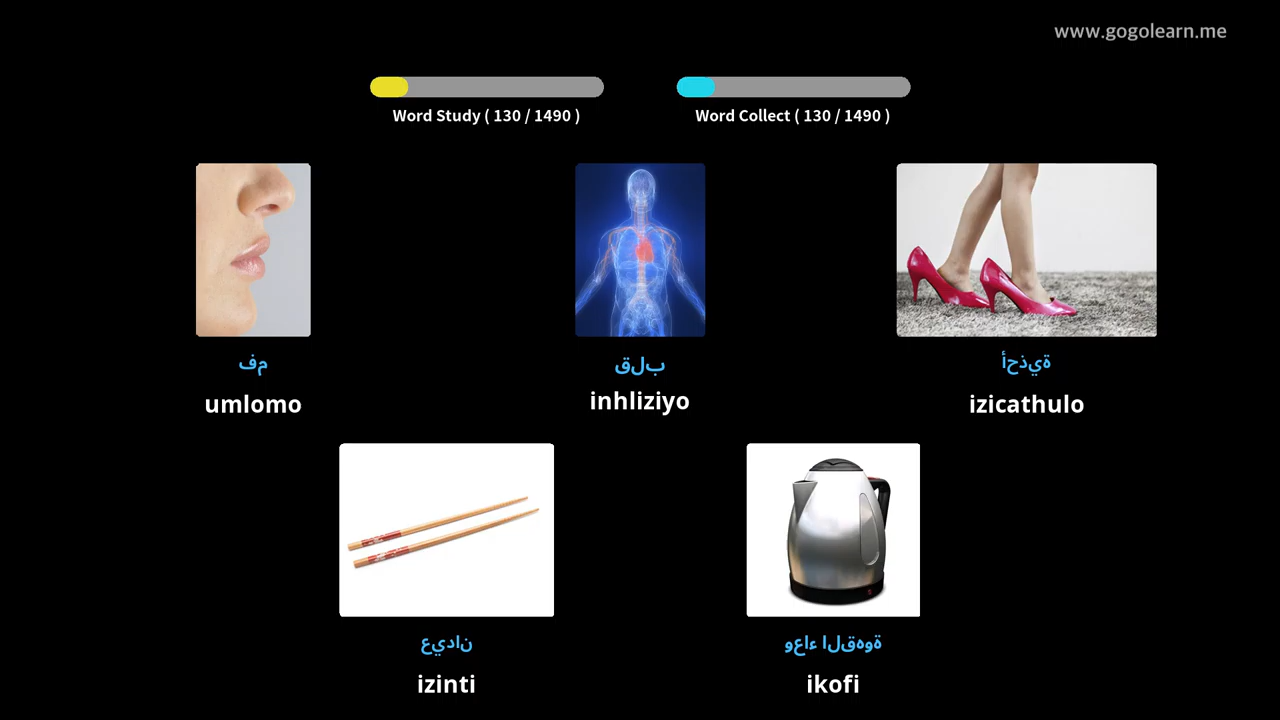 www.gogolearn.me
Word Study ( 130 / 1490 )
Word Collect ( 130 / 1490 )
فم
قلب
أحذية
umlomo
inhliziyo
izicathulo
عيدان
وعاء القهوة
izinti
ikofi